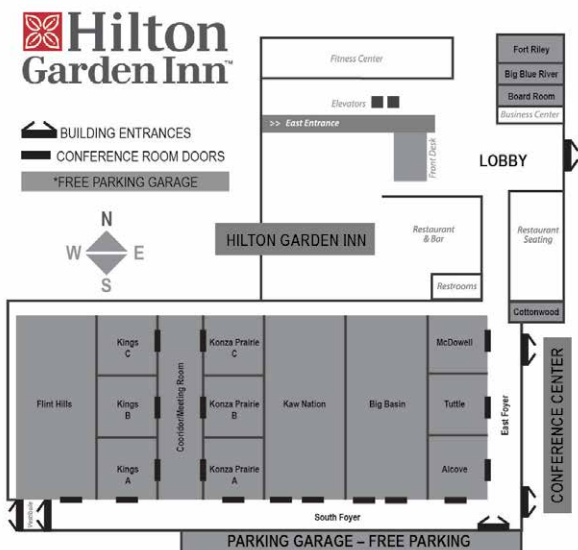 Hilton
Garden Inn™
BUILDING ENTRANCES
CONFERENCE ROOM DOORS
*FREE PARKING GARAGE
N
W
E
S
Fitness Center
Elevators
>> East Entrance
Front Desk
Fort Riley
Big Blue River
Board Room
Business Center
LOBBY
HILTON GARDEN INN
Restaurant
& Bar
Restrooms
Restaurant
Seating
Cottonwood
Flint Hills
Kings
C
Kings
B
Kings
A
Cooridor/Meeting Room
Konza Prairie
C
Konza Prairie
B
Konza Prairie
A
Kaw Nation
Big Basin
McDowell
Tuttle
Alcove
East Foyer
CONFERENCE CENTER
Vestibule
South Foyer
PARKING GARAGE – FREE PARKING